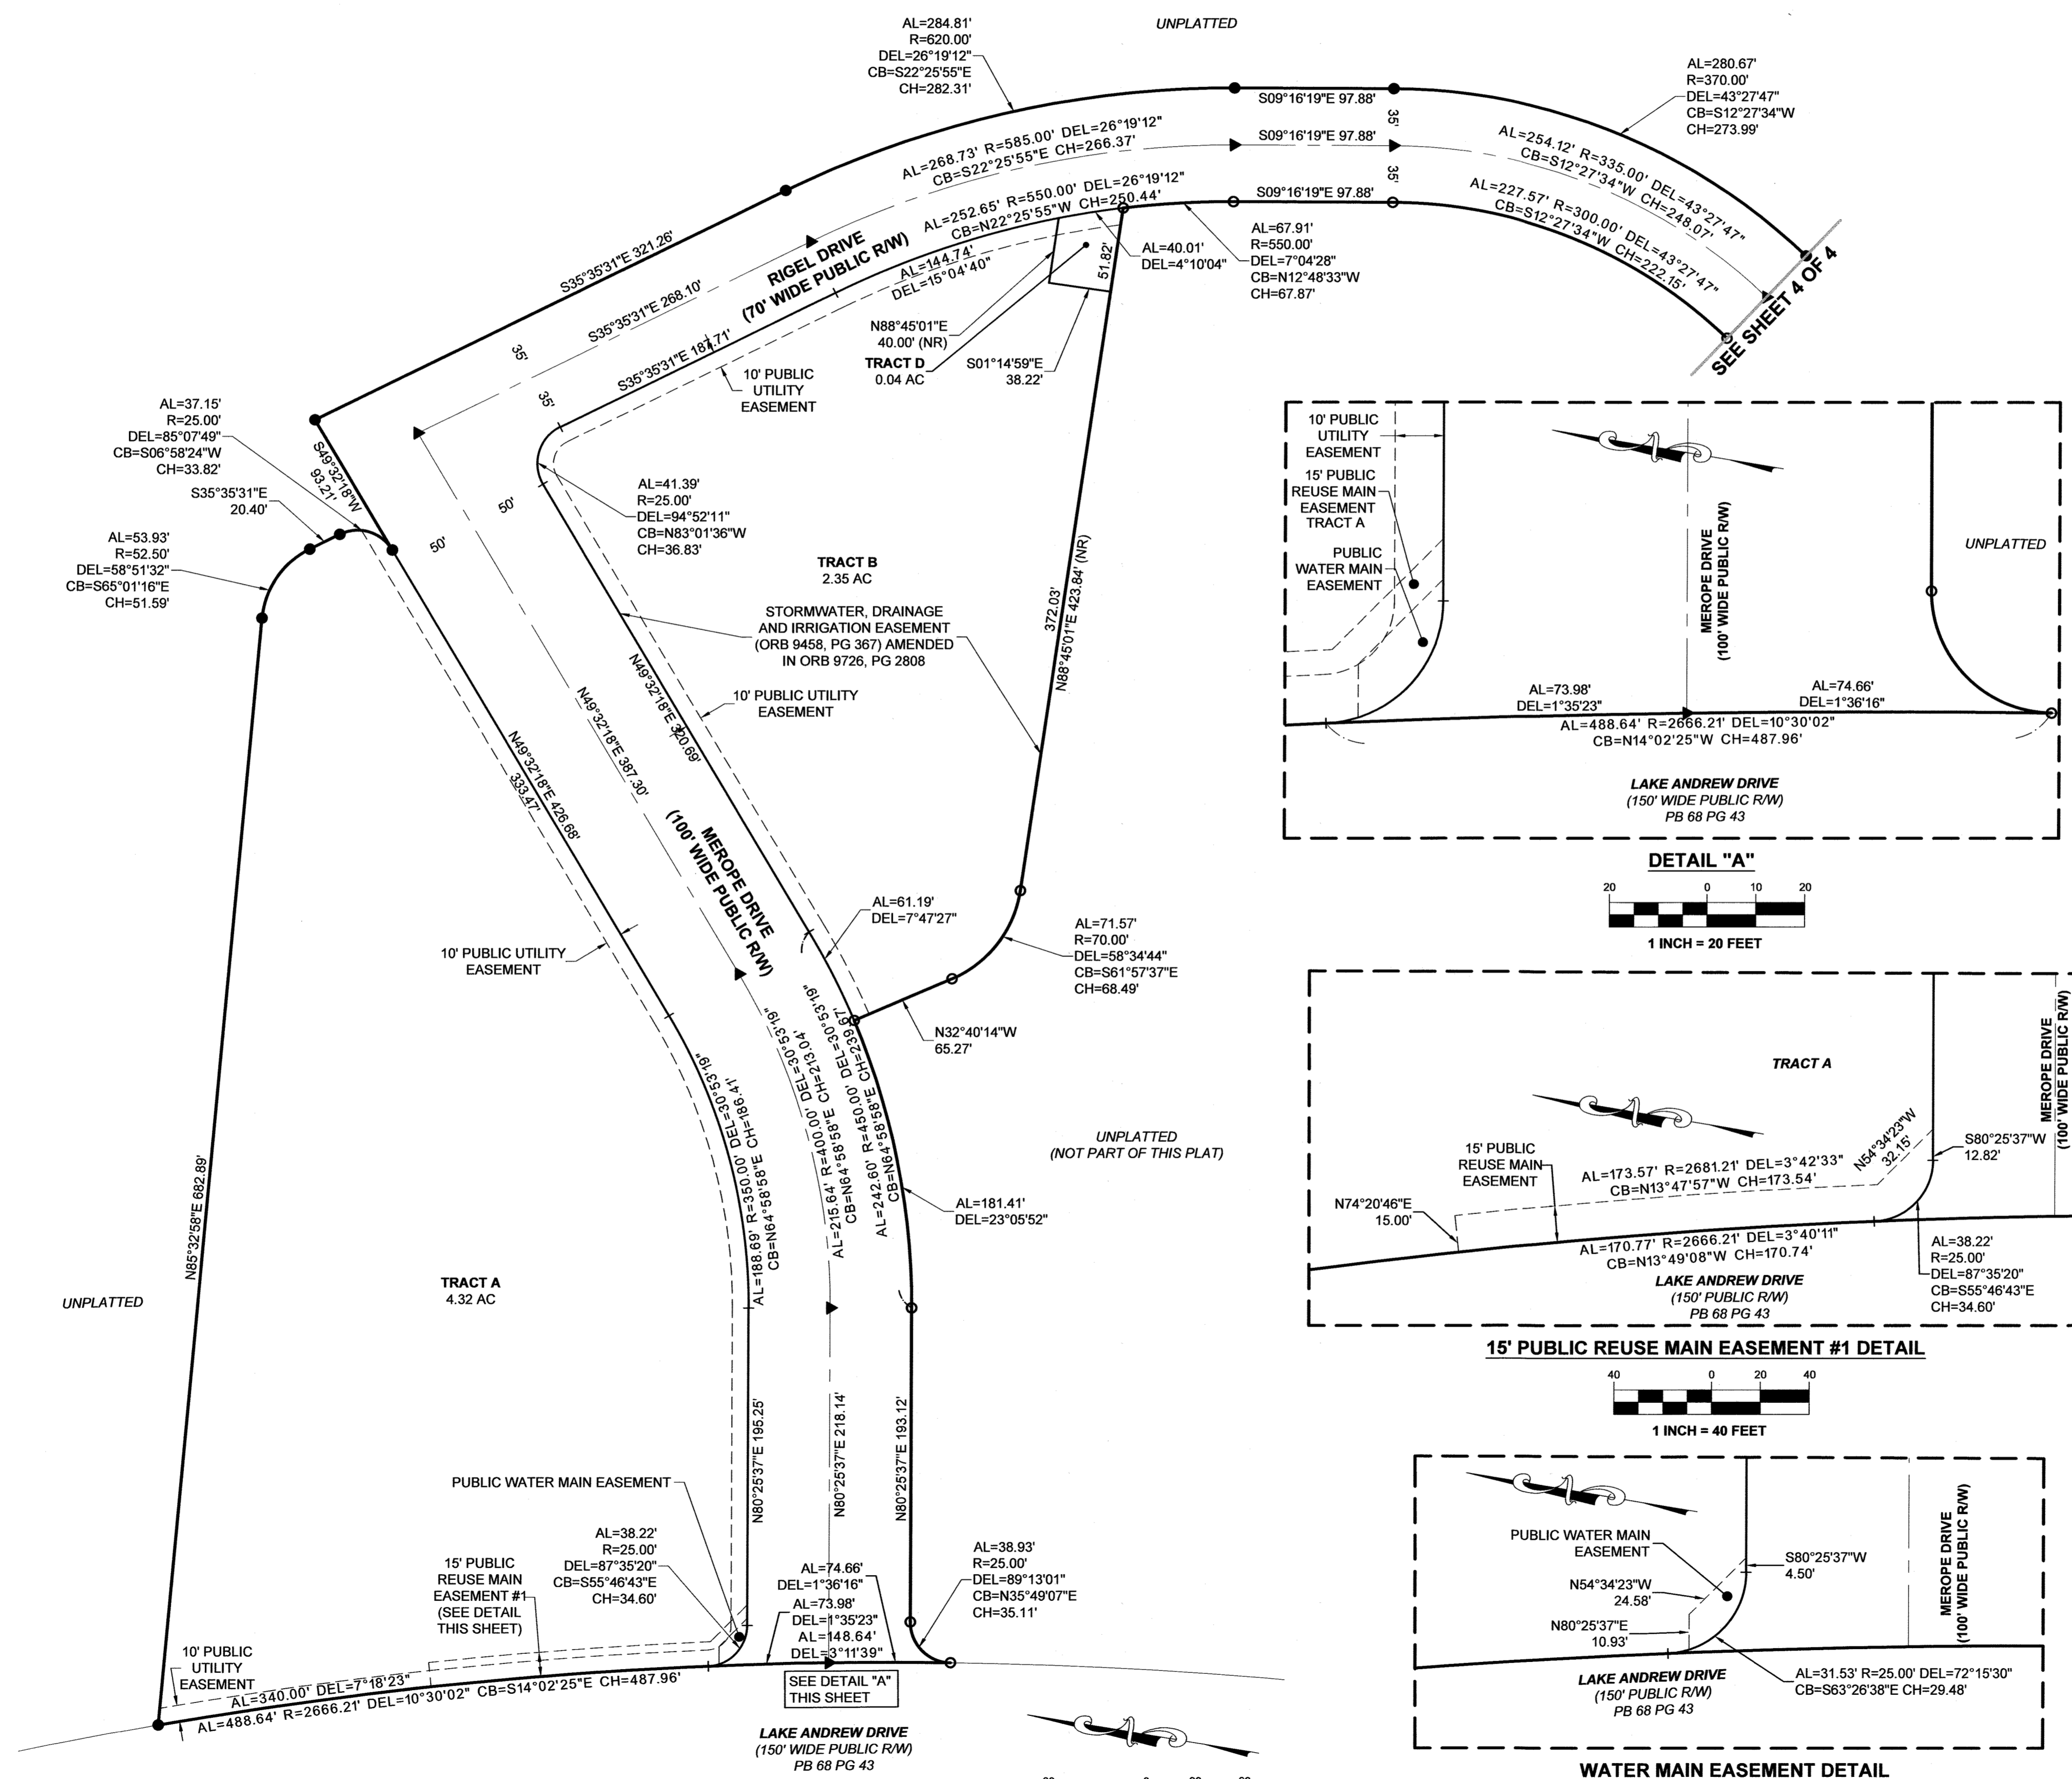 UNPLATTED
AL=284.81'
R=620.00'
DEL=26°19'12"
CB=S22°25'55"E
CH=282.31'
AL=280.67'
R=370.00'
DEL=43°27'47"
CB=S12°27'34"W
CH=273.99'
S09°16'19"E 97.88'
35'
S09°16'19"E 97.88'
35'
S09°16'19"E 97.88'
AL=268.73' R=585.00' DEL=26°19'12"
CB=S22°25'55"E CH=266.37'
AL=252.65' R=550.00' DEL=26°19'12"
CB=N22°25'55"W CH=250.44'
AL=254.12' R=335.00' DEL=43°27'47"
CB=S12°27'34"W CH=248.07'
AL=227.57' R=300.00' DEL=43°27'47"
CB=S12°27'34"W CH=222.15'
SEE SHEET 4 OF 4
S35°35'31"E 321.26'
S35°35'31"E 268.10'
RIGEL DRIVE
(70' WIDE PUBLIC R/W)
AL=144.74'
DEL=15°04'40"
S35°35'31"E 187.71'
35'
35'
51.82'
AL=40.01'
DEL=4°10'04"
AL=67.91'
R=550.00'
DEL=7°04'28"
CB=N12°48'33"W
CH=67.87'
N88°45'01"E
40.00' (NR)
TRACT D
0.04 AC
S01°14'59"E
38.22'
10' PUBLIC
UTILITY
EASEMENT
AL=37.15'
R=25.00'
DEL=85°07'49"
CB=S06°58'24"W
CH=33.82'
S49°32'18"W
93.21'
S35°35'31"E
20.40'
AL=53.93'
R=52.50'
DEL=58°51'32"
CB=S65°01'16"E
CH=51.59'
50'
50'
AL=41.39'
R=25.00'
DEL=94°52'11"
CB=N83°01'36"W
CH=36.83'
TRACT B
2.35 AC
STORMWATER, DRAINAGE
AND IRRIGATION EASEMENT
(ORB 9458, PG 367) AMENDED
IN ORB 9726, PG 2808
372.03'
N88°45'01"E 423.84' (NR)
10' PUBLIC UTILITY
EASEMENT
N49°32'18"E 320.69'
N49°32'18"E 387.30'
N49°32'18"E 426.68'
333.47'
MEROPE DRIVE
(100' WIDE PUBLIC R/W)
10' PUBLIC UTILITY
EASEMENT
AL=61.19'
DEL=7°47'27"
AL=71.57'
R=70.00'
DEL=58°34'44"
CB=S61°57'37"E
CH=68.49'
N32°40'14"W
65.27'
AL=188.69' R=350.00' DEL=30°53'19"
CB=N64°58'58"E CH=186.41'
AL=215.64' R=400.00' DEL=30°53'19"
CB=N64°58'58"E CH=213.04'
AL=242.60' R=450.00' DEL=30°53'19"
CB=N64°58'58"E CH=239.67'
UNPLATTED
(NOT PART OF THIS PLAT)
AL=181.41'
DEL=23°05'52"
N85°32'58"E 682.89'
UNPLATTED
TRACT A
4.32 AC
N80°25'37"E 195.25'
N80°25'37"E 218.14'
N80°25'37"E 193.12'
PUBLIC WATER MAIN EASEMENT
AL=38.22'
R=25.00'
DEL=87°35'20"
CB=S55°46'43"E
CH=34.60'
15' PUBLIC
REUSE MAIN
EASEMENT #1
(SEE DETAIL
THIS SHEET)
AL=74.66'
DEL=1°36'16"
AL=73.98'
DEL=1°35'23"
AL=148.64'
DEL=3°11'39"
AL=38.93'
R=25.00'
DEL=89°13'01"
CB=N35°49'07"E
CH=35.11'
10' PUBLIC
UTILITY
EASEMENT
AL=340.00' DEL=7°18'23"
AL=488.64' R=2666.21' DEL=10°30'02" CB=S14°02'25"E CH=487.96'
SEE DETAIL "A"
THIS SHEET
LAKE ANDREW DRIVE
(150' WIDE PUBLIC R/W)
PB 68 PG 43
10' PUBLIC
UTILITY
EASEMENT
15' PUBLIC
REUSE MAIN
EASEMENT
TRACT A
PUBLIC
WATER MAIN
EASEMENT
MEROPE DRIVE
(100' WIDE PUBLIC R/W)
UNPLATTED
AL=73.98'
DEL=1°35'23"
AL=74.66'
DEL=1°36'16"
AL=488.64' R=2666.21' DEL=10°30'02"
CB=N14°02'25"W CH=487.96'
LAKE ANDREW DRIVE
(150' WIDE PUBLIC R/W)
PB 68 PG 43
DETAIL "A"
20 0 10 20
1 INCH = 20 FEET
TRACT A
MEROPE DRIVE
(100' WIDE PUBLIC R/W)
15' PUBLIC
REUSE MAIN
EASEMENT
N54°34'23"W
32.15'
S80°25'37"W
12.82'
AL=173.57' R=2681.21' DEL=3°42'33"
CB=N13°47'57"W CH=173.54'
N74°20'46"E
15.00'
AL=170.77' R=2666.21' DEL=3°40'11"
CB=N13°49'08"W CH=170.74'
AL=38.22'
R=25.00'
DEL=87°35'20"
CB=S55°46'43"E
CH=34.60'
LAKE ANDREW DRIVE
(150' PUBLIC R/W)
PB 68 PG 43
15' PUBLIC REUSE MAIN EASEMENT #1 DETAIL
40 0 20 40
1 INCH = 40 FEET
PUBLIC WATER MAIN
EASEMENT
MEROPE DRIVE
(100' WIDE PUBLIC R/W)
S80°25'37"W
4.50'
N54°34'23"W
24.58'
N80°25'37"E
10.93'
AL=31.53' R=25.00' DEL=72°15'30"
CB=S63°26'38"E CH=29.48'
LAKE ANDREW DRIVE
(150' PUBLIC R/W)
PB 68 PG 43
WATER MAIN EASEMENT DETAIL